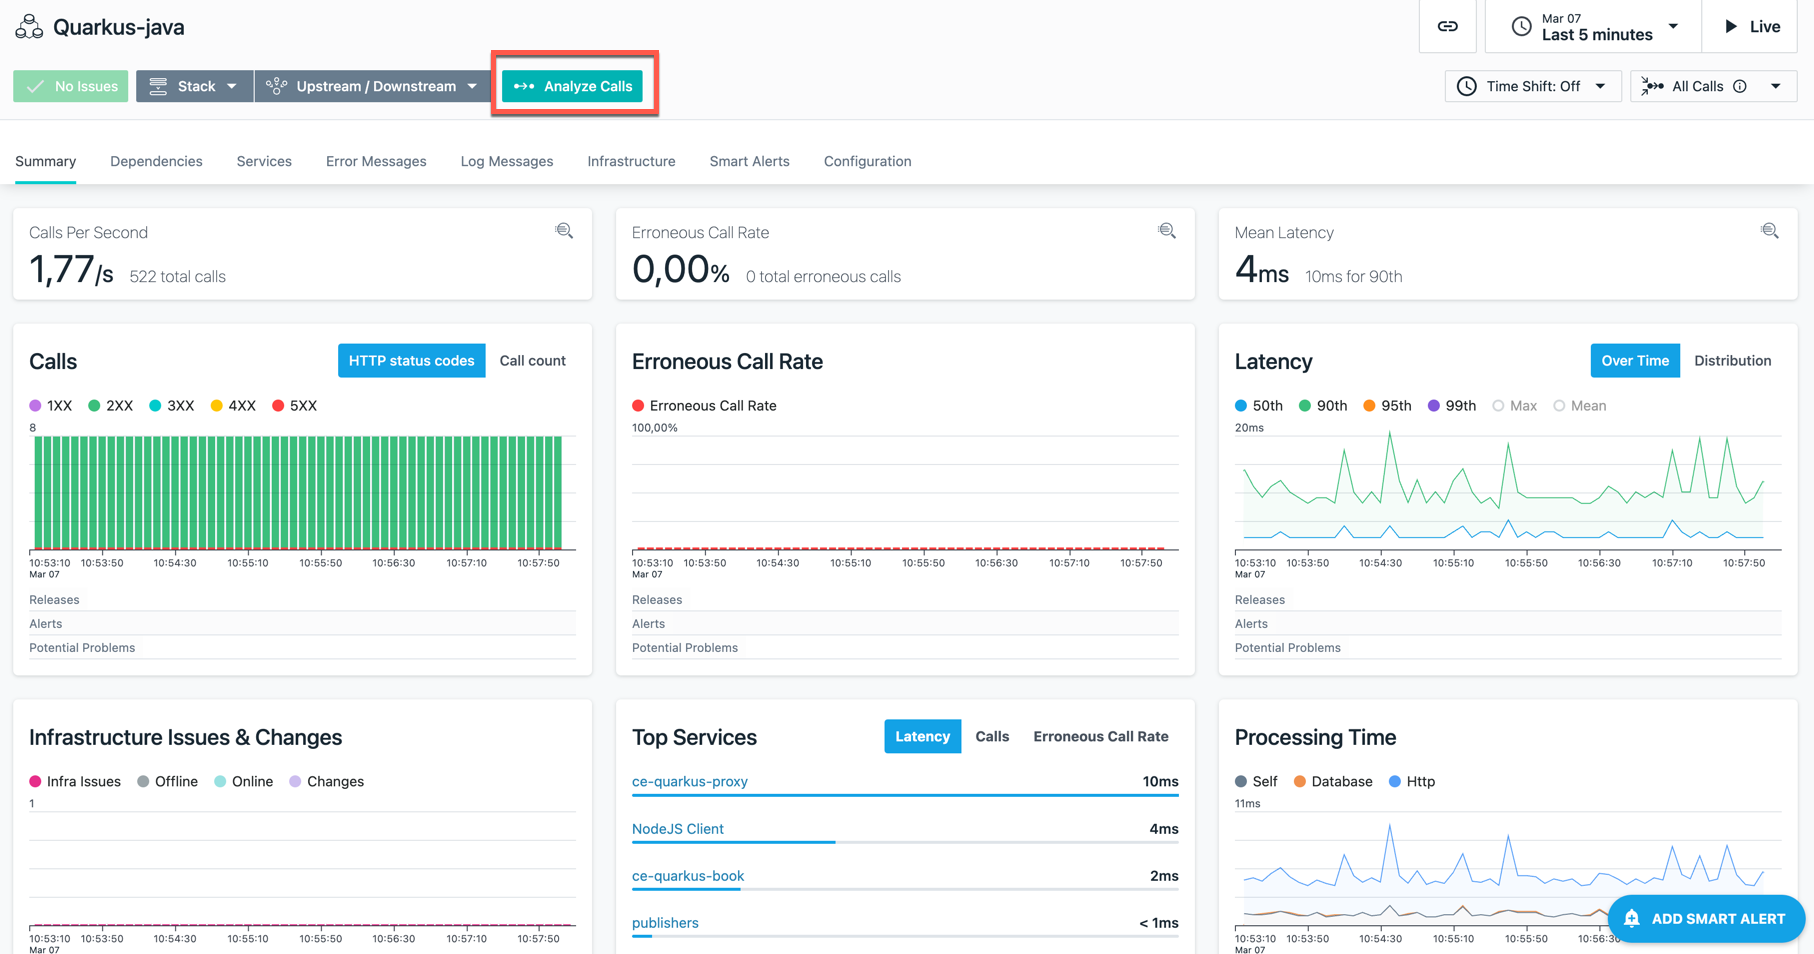 Quarkus-java
Mar 07
Last 5 minutes
Live
No Issues
Stack
Upstream / Downstream
Analyze Calls
Time Shift: Off
All Calls
Summary
Dependencies
Services
Error Messages
Log Messages
Infrastructure
Smart Alerts
Configuration
Calls Per Second
1,77/s 522 total calls
Erroneous Call Rate
0,00% 0 total erroneous calls
Mean Latency
4ms 10ms for 90th
Calls
HTTP status codes
Call count
1XX 2XX 3XX 4XX 5XX
8
10:53:10 10:53:50 10:54:30 10:55:10 10:55:50 10:56:30 10:57:10 10:57:50
Mar 07
Releases
Alerts
Potential Problems
Erroneous Call Rate
Erroneous Call Rate
100,00%
10:53:10 10:53:50 10:54:30 10:55:10 10:55:50 10:56:30 10:57:10 10:57:50
Mar 07
Releases
Alerts
Potential Problems
Latency
Over Time
Distribution
50th 90th 95th 99th Max Mean
20ms
10:53:10 10:53:50 10:54:30 10:55:10 10:55:50 10:56:30 10:57:10 10:57:50
Mar 07
Releases
Alerts
Potential Problems
Infrastructure Issues & Changes
Infra Issues Offline Online Changes
1
10:53:10 10:53:50 10:54:30 10:55:10 10:55:50 10:56:30 10:57:10 10:57:50
Mar 07
Top Services
Latency
Calls
Erroneous Call Rate
ce-quarkus-proxy 10ms
NodeJS Client 4ms
ce-quarkus-book 2ms
publishers < 1ms
Processing Time
Self Database Http
11ms
10:53:10 10:53:50 10:54:30 10:55:10 10:55:50 10:56:30
Mar 07
ADD SMART ALERT